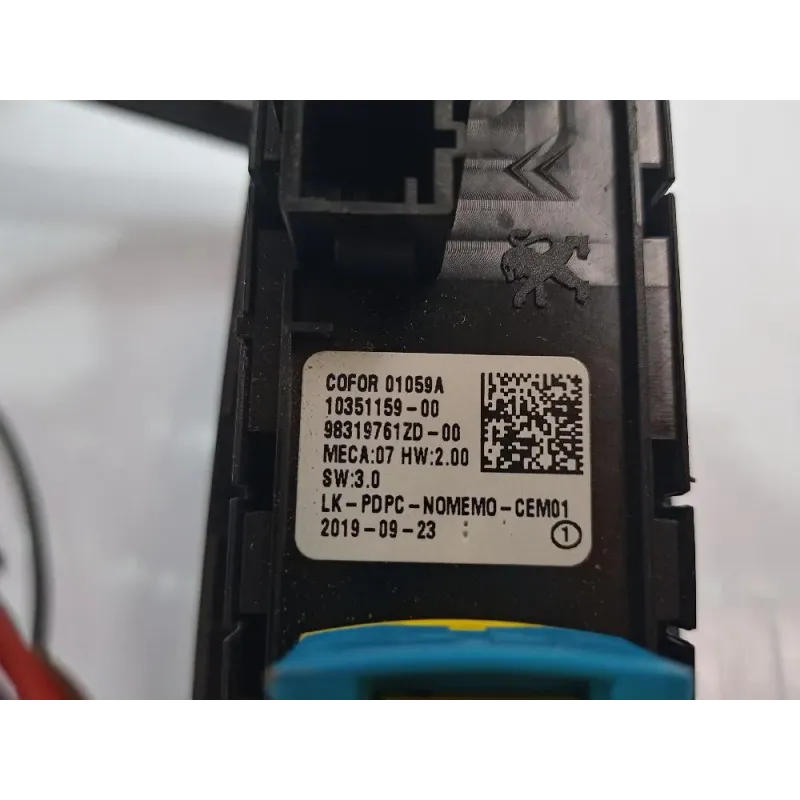 COFOR 01059A
10351159-00
98319761ZD-00
MECA:07 HW:2.00
SW:3.0
LK-PDPC-NOMEMO-CEM01
2019-09-23
1